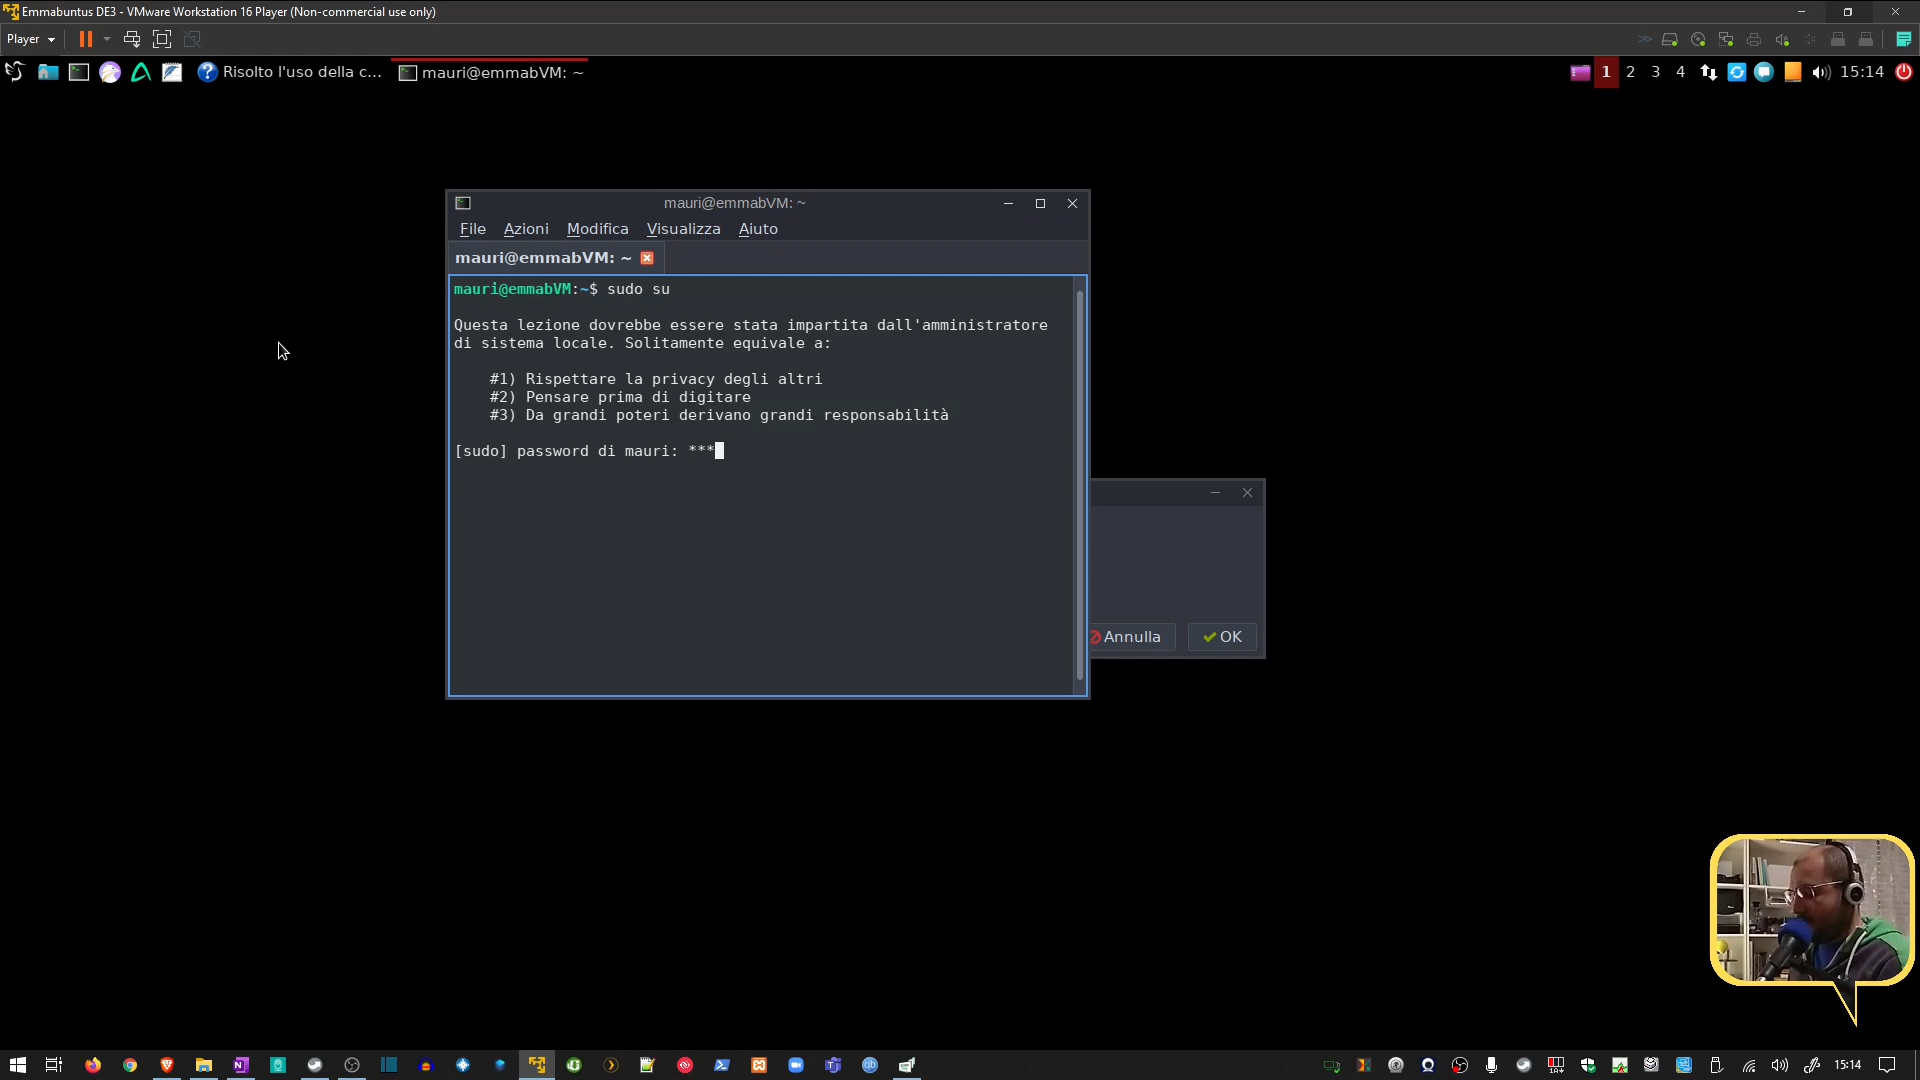 Emmabuntus DE3 - VMware Workstation 16 Player (Non-commercial use only)
Player
Risolto l'uso della c...
mauri@emmabVM: ~
1 2 3 4
15:14
mauri@emmabVM: ~
File Azioni Modifica Visualizza Aiuto
mauri@emmabVM: ~
mauri@emmabVM:~$ sudo su
Questa lezione dovrebbe essere stata impartita dall'amministratore
di sistema locale. Solitamente equivale a:
#1) Rispettare la privacy degli altri
#2) Pensare prima di digitare
#3) Da grandi poteri derivano grandi responsabilità
[sudo] password di mauri: ***
Annulla
OK
15:14